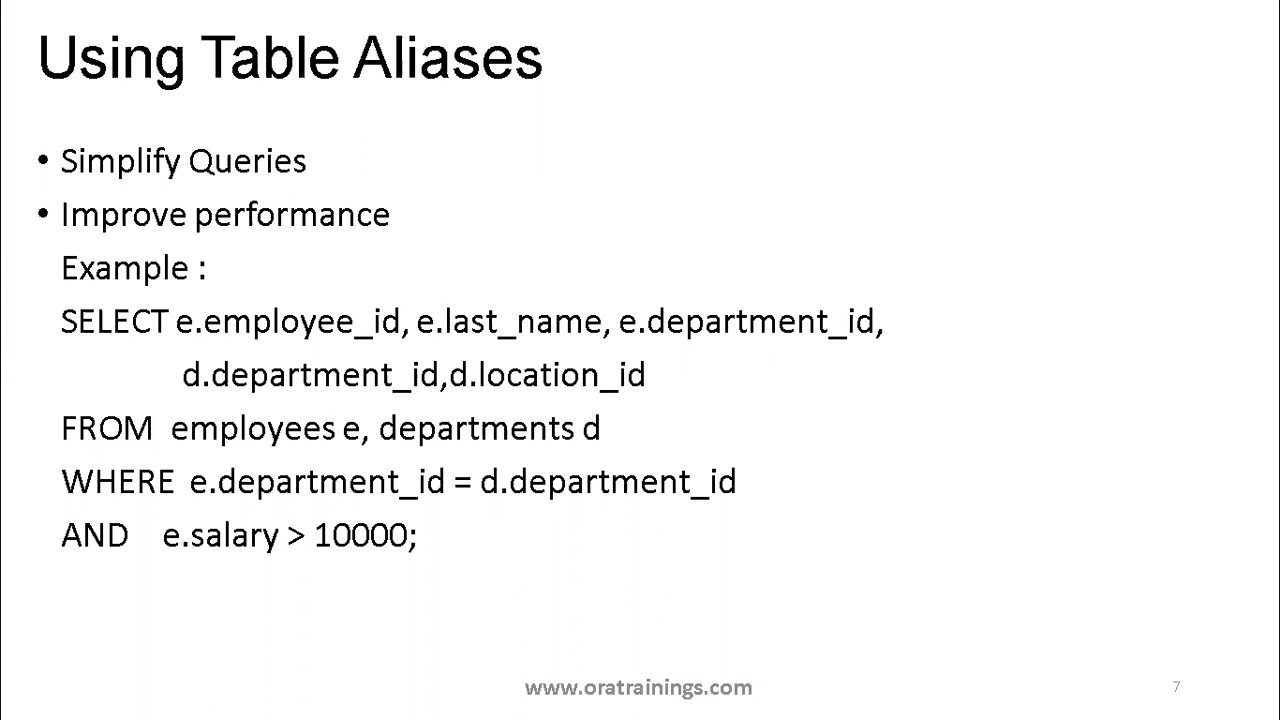 Using Table Aliases
• Simplify Queries
• Improve performance
Example :
SELECT e.employee_id, e.last_name, e.department_id,
d.department_id,d.location_id
FROM employees e, departments d
WHERE e.department_id = d.department_id
AND e.salary > 10000;
www.oratrainings.com
7